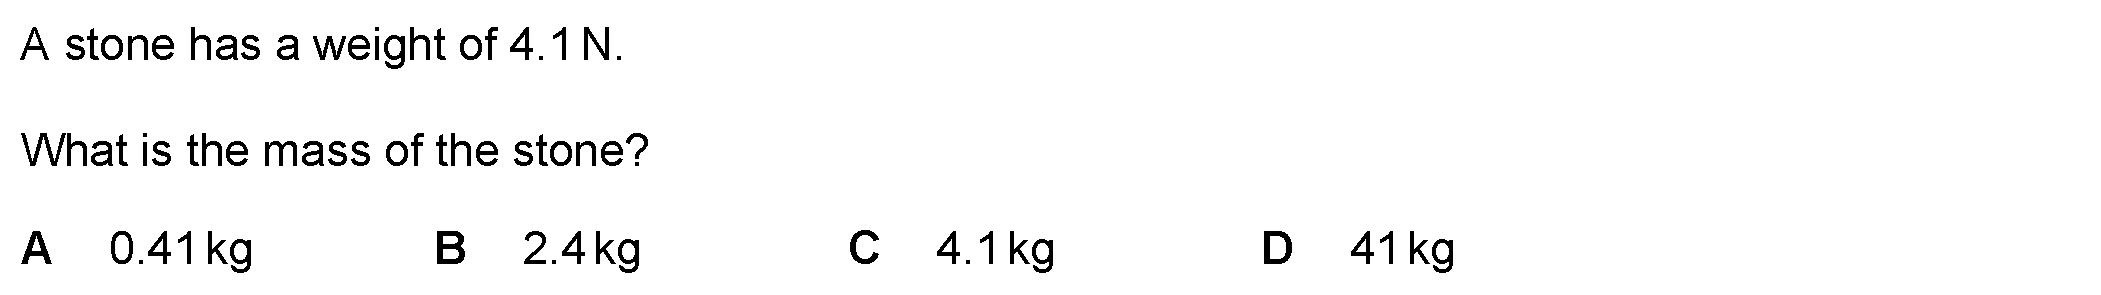 A stone has a weight of 4.1 N.
What is the mass of the stone?
A 0.41 kg B 2.4 kg C 4.1 kg D 41 kg